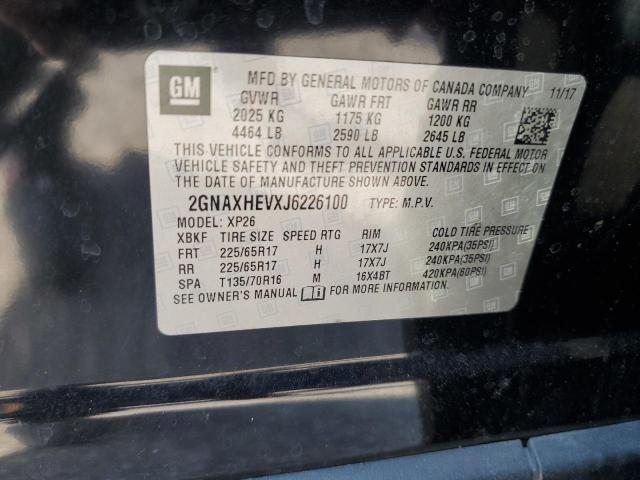 GM
MFD BY GENERAL MOTORS OF CANADA COMPANY 11/17
GVWR GAWR FRT GAWR RR
2025 KG 1175 KG 1200 KG
4464 LB 2590 LB 2645 LB
THIS VEHICLE CONFORMS TO ALL APPLICABLE U.S. FEDERAL MOTOR
VEHICLE SAFETY AND THEFT PREVENTION STANDARDS IN EFFECT ON
THE DATE OF MANUFACTURE SHOWN ABOVE.
2GNAXHEVXJ6226100 TYPE: M.P.V.
MODEL: XP26
XBKF TIRE SIZE SPEED RTG RIM COLD TIRE PRESSURE
FRT 225/65R17 H 17X7J 240KPA(35PSI)
RR 225/65R17 H 17X7J 240KPA(35PSI)
SPA T135/70R16 M 16X4BT 420KPA(60PSI)
SEE OWNER'S MANUAL FOR MORE INFORMATION.